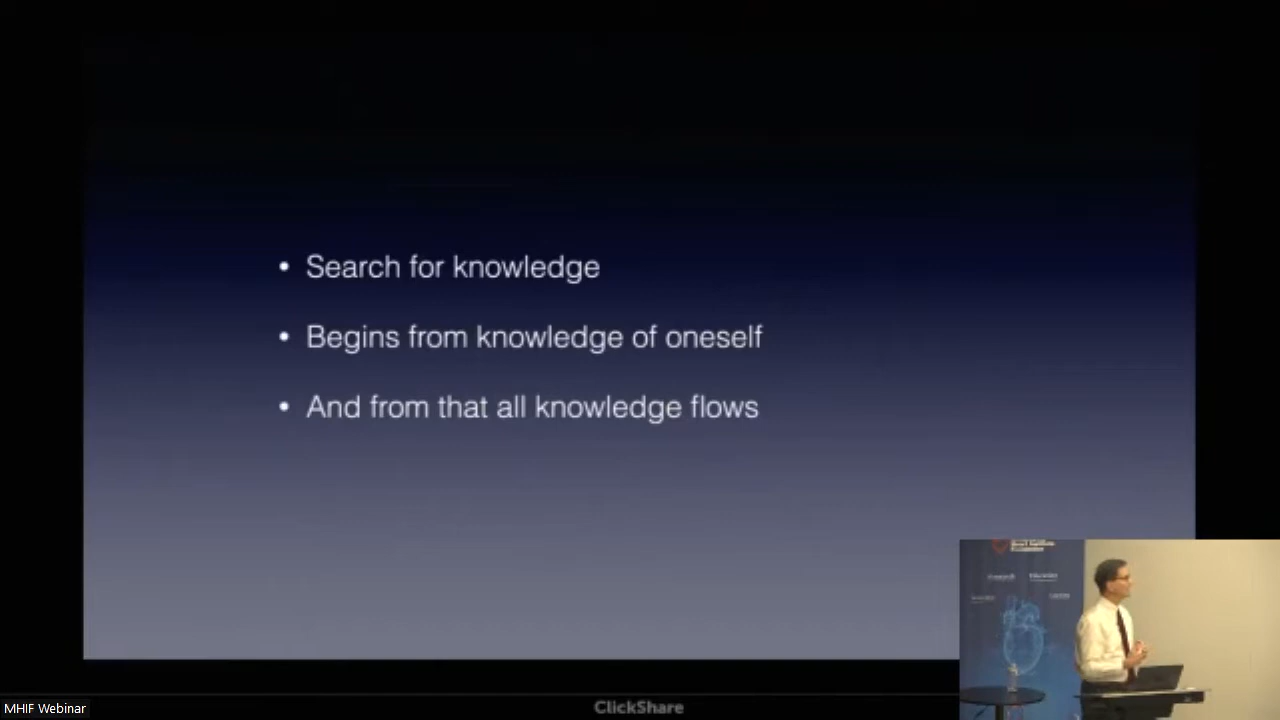 • Search for knowledge
• Begins from knowledge of oneself
• And from that all knowledge flows
MHIF Webinar
ClickShare